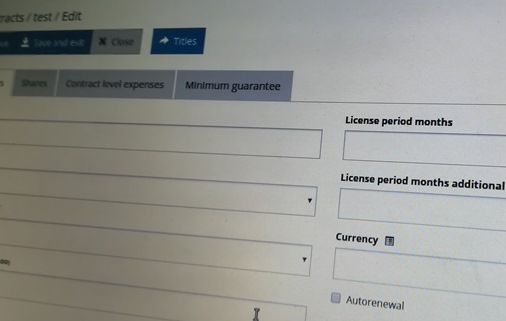 / test / Edit
Save and exit Close Titles
Shares Contract level expenses Minimum guarantee
License period months
License period months additional
Currency
Autorenewal